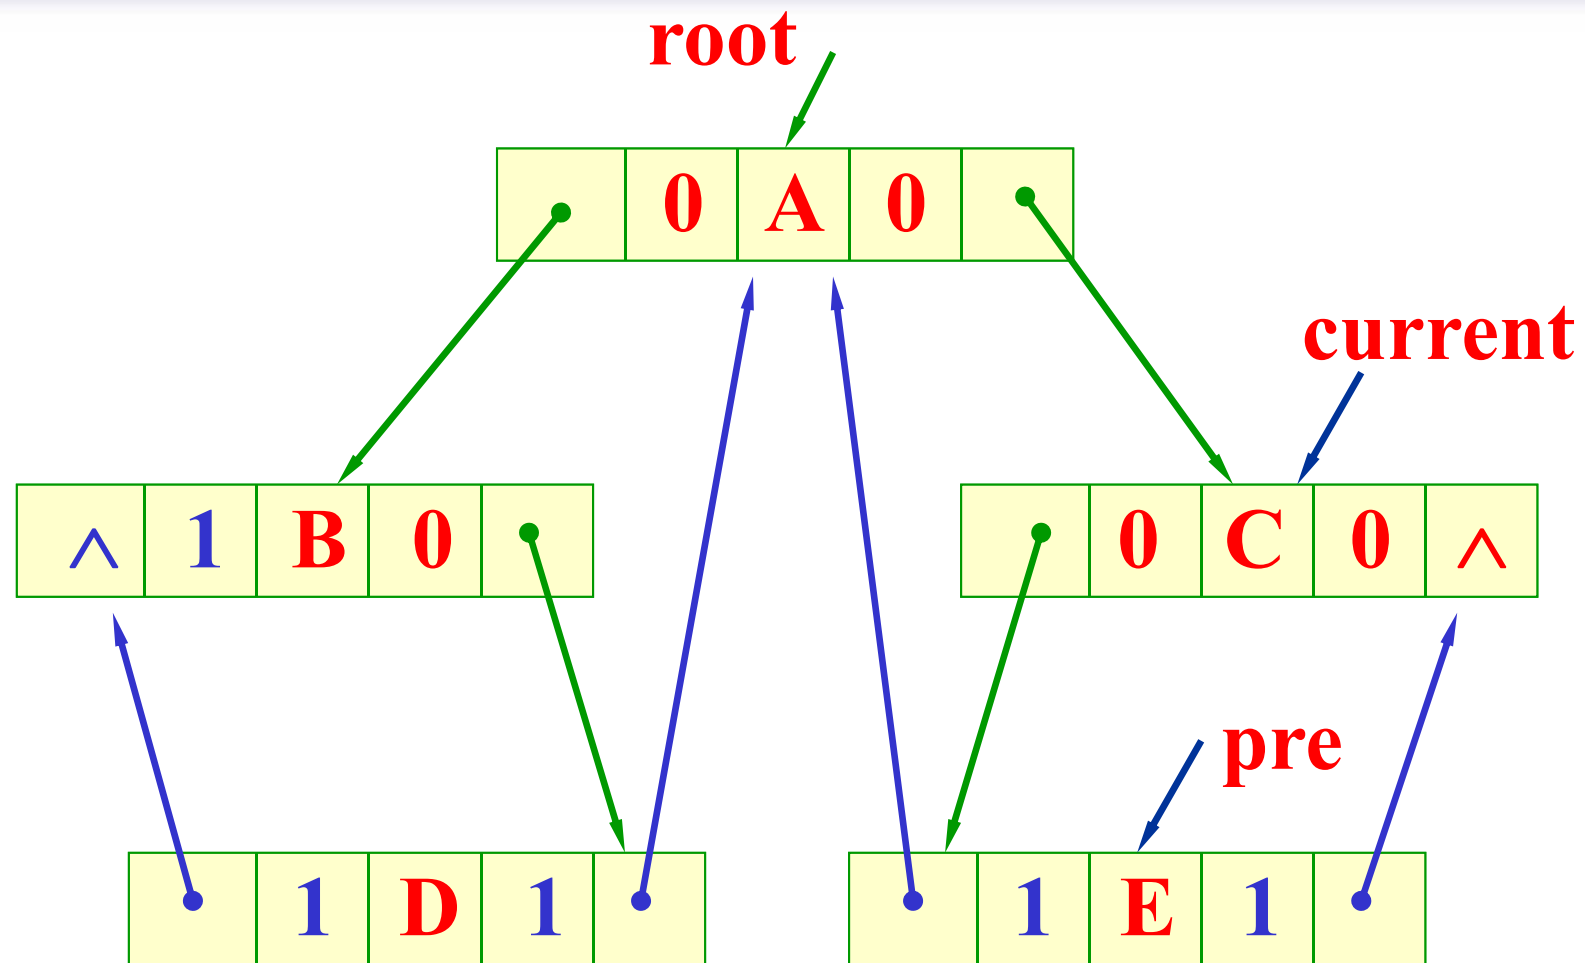 root
0 A 0
current
∧ 1 B 0
0 C 0 ∧
pre
1 D 1
1 E 1